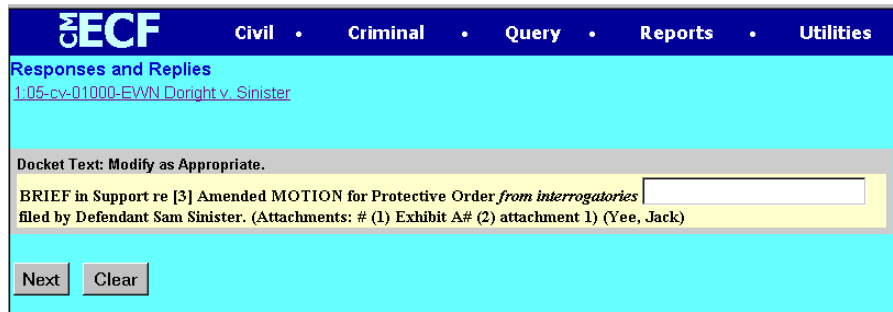 CM ECF Civil • Criminal • Query • Reports • Utilities
Responses and Replies
1:05-cv-01000-EWN Doright v. Sinister
Docket Text: Modify as Appropriate.
BRIEF in Support re [3] Amended MOTION for Protective Order from interrogatories
filed by Defendant Sam Sinister. (Attachments: # (1) Exhibit A# (2) attachment 1) (Yee, Jack)
Next Clear